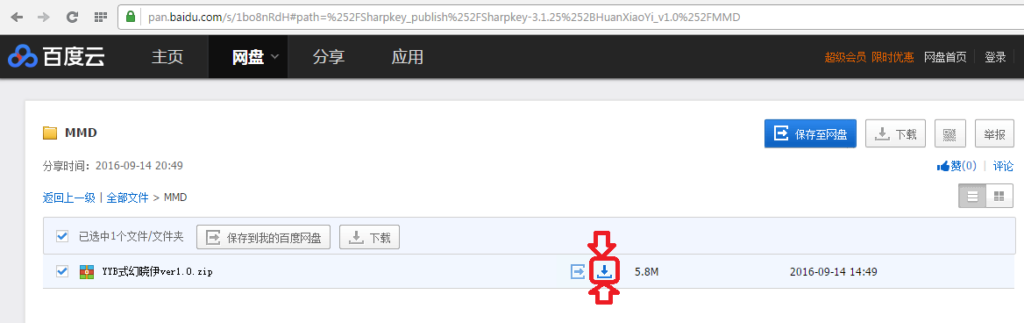 pan.baidu.com/s/1bo8nRdH#path=%252FSharpkey_publish%252FSharpkey-3.1.25%252BHuanXiaoYi_v1.0%252FMMD
百度云 主页 网盘 分享 应用 超级会员 限时优惠 网盘首页 登录
MMD 保存至网盘 下载 举报
分享时间：2016-09-14 20:49 赞(0) | 评论
返回上一级 | 全部文件 > MMD
已选中1个文件/文件夹 保存到我的百度网盘 下载
YYB式幻晓伊ver1.0.zip 5.8M 2016-09-14 14:49